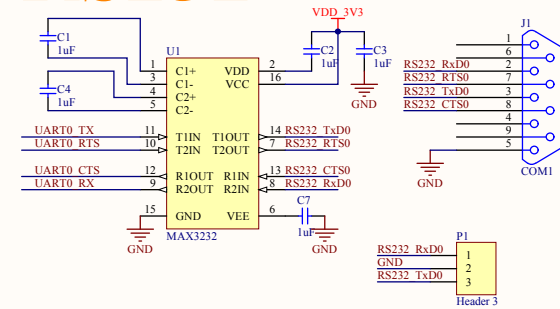 VDD_3V3
J1
C1
1uF
C2
1uF
C3
1uF
GND
U1
C4
1uF
1 C1+
3 C1-
4 C2+
5 C2-
VDD 2
VCC 16
UART0_TX 11 T1IN
UART0_RTS 10 T2IN
T1OUT 14 RS232_TxD0
T2OUT 7 RS232_RTS0
UART0_CTS 12 R1OUT
UART0_RX 9 R2OUT
R1IN 13 RS232_CTS0
R2IN 8 RS232_RxD0
15 GND
VEE 6
C7
1uF
GND
GND
MAX3232
1
6
RS232_RxD0 2
RS232_RTS0 7
RS232_TxD0 3
RS232_CTS0 8
4
9
5
GND
COM1
P1
RS232_RxD0 1
GND 2
RS232_TxD0 3
Header 3